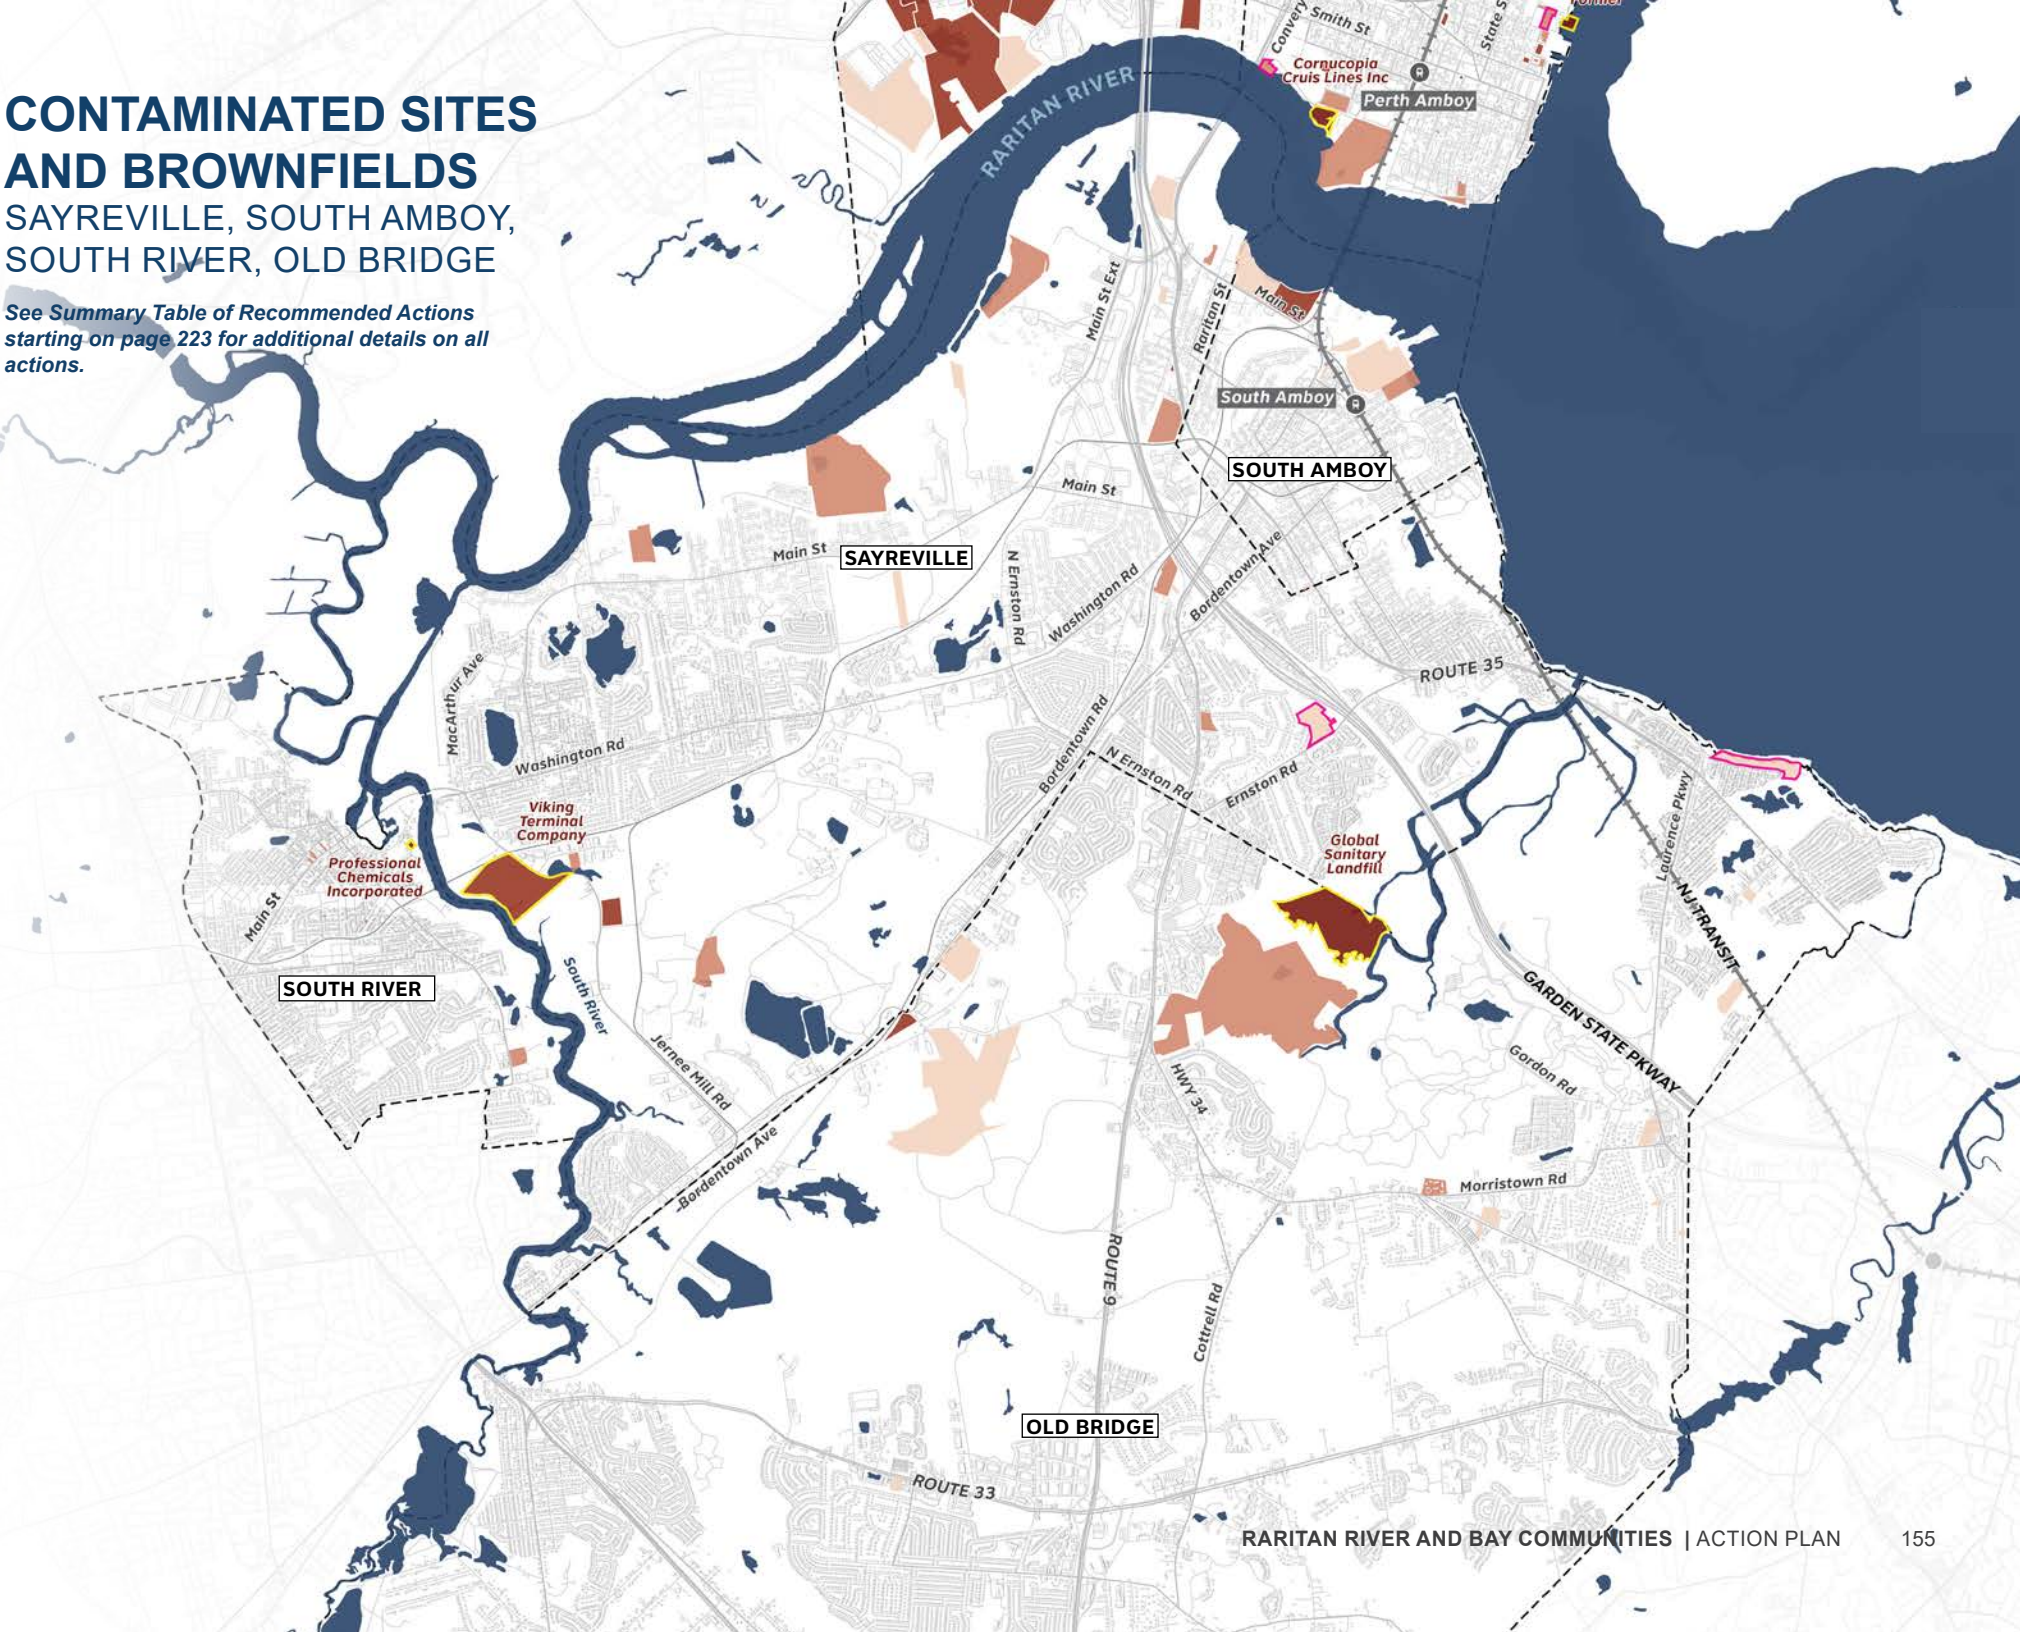 CONTAMINATED SITES
AND BROWNFIELDS
SAYREVILLE, SOUTH AMBOY,
SOUTH RIVER, OLD BRIDGE
See Summary Table of Recommended Actions
starting on page 223 for additional details on all
actions.
Convery
Smith St
State S
Cornucopia
Cruis Lines Inc
Perth Amboy
RARITAN RIVER
Main St Ext
Raritan St
Main St
South Amboy
SOUTH AMBOY
Main St
Main St
SAYREVILLE
N Ernston Rd
Washington Rd
Bordentown Ave
ROUTE 35
MacArthur Ave
Washington Rd
Bordentown Rd
N Ernston Rd
Ernston Rd
Laurence Pkwy
Viking
Terminal
Company
Professional
Chemicals
Incorporated
Global
Sanitary
Landfill
Main St
NJ TRANSIT
SOUTH RIVER
South River
GARDEN STATE PKWAY
Jernee Mill Rd
HWY 34
Gordon Rd
Bordentown Ave
Morristown Rd
ROUTE 9
Cottrell Rd
OLD BRIDGE
ROUTE 33
RARITAN RIVER AND BAY COMMUNITIES | ACTION PLAN 155